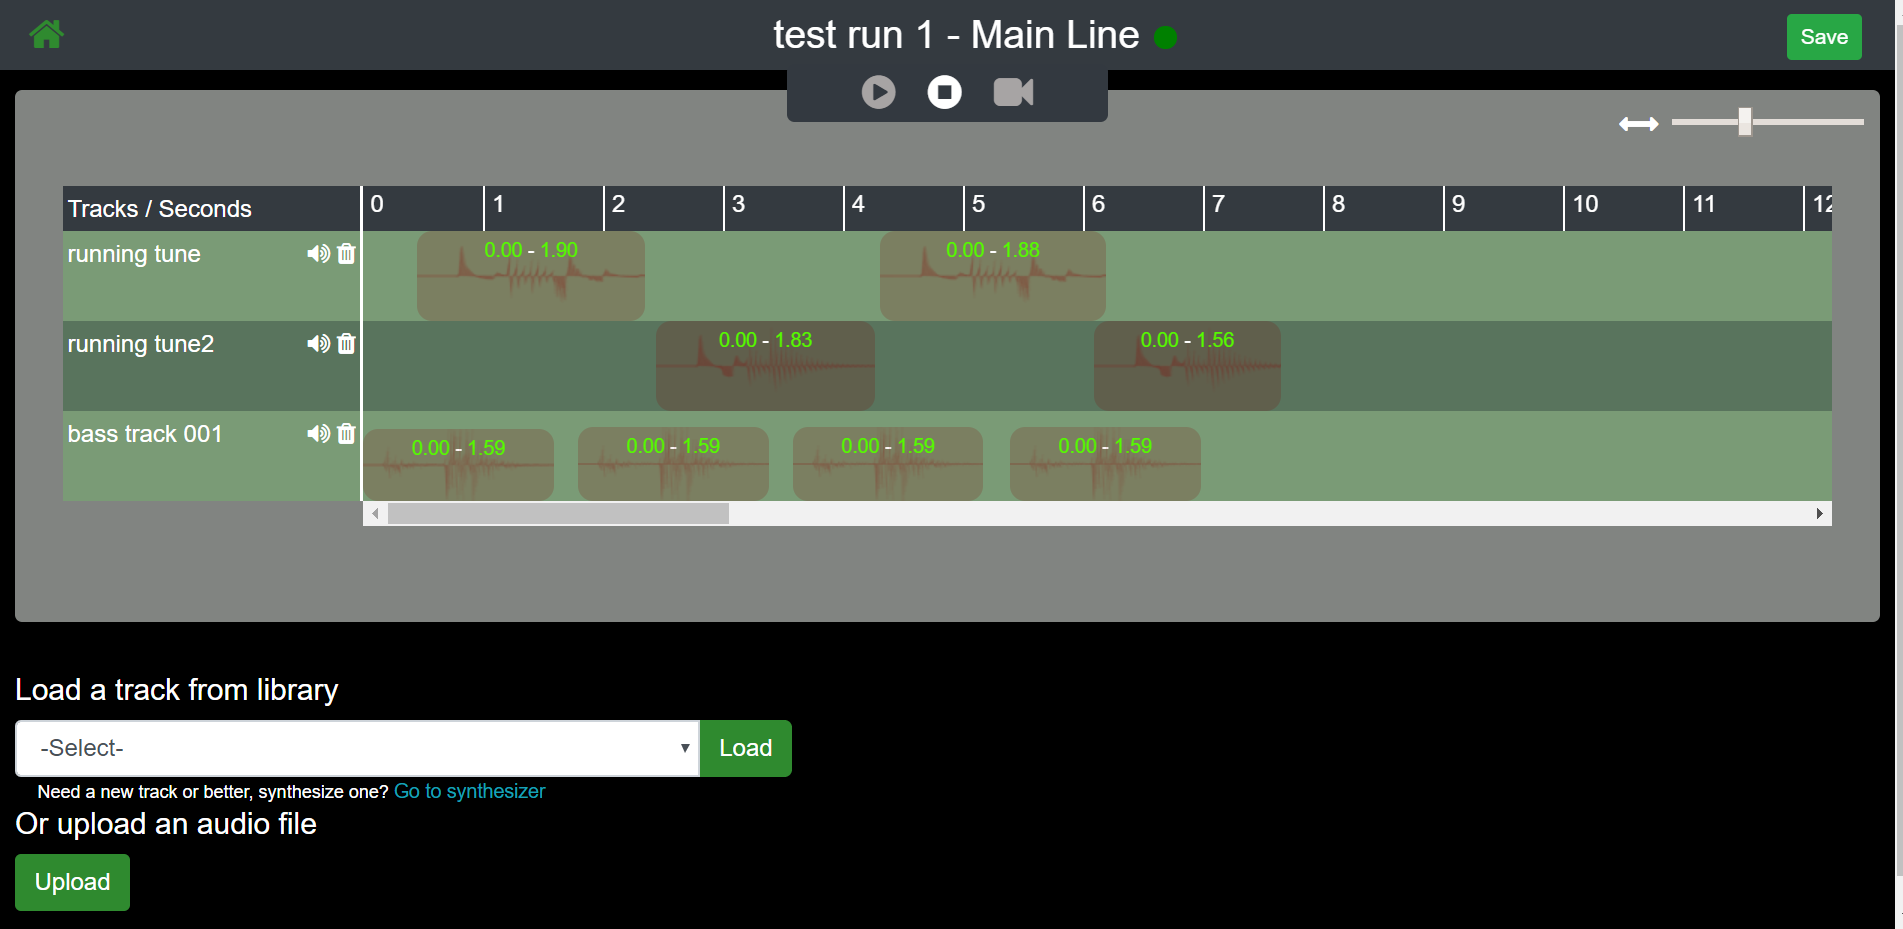 test run 1 - Main Line
Save
Tracks / Seconds 0 1 2 3 4 5 6 7 8 9 10 11 12
running tune 0.00 - 1.90 0.00 - 1.88
running tune2 0.00 - 1.83 0.00 - 1.56
bass track 001 0.00 - 1.59 0.00 - 1.59 0.00 - 1.59 0.00 - 1.59
Load a track from library
-Select- Load
Need a new track or better, synthesize one? Go to synthesizer
Or upload an audio file
Upload